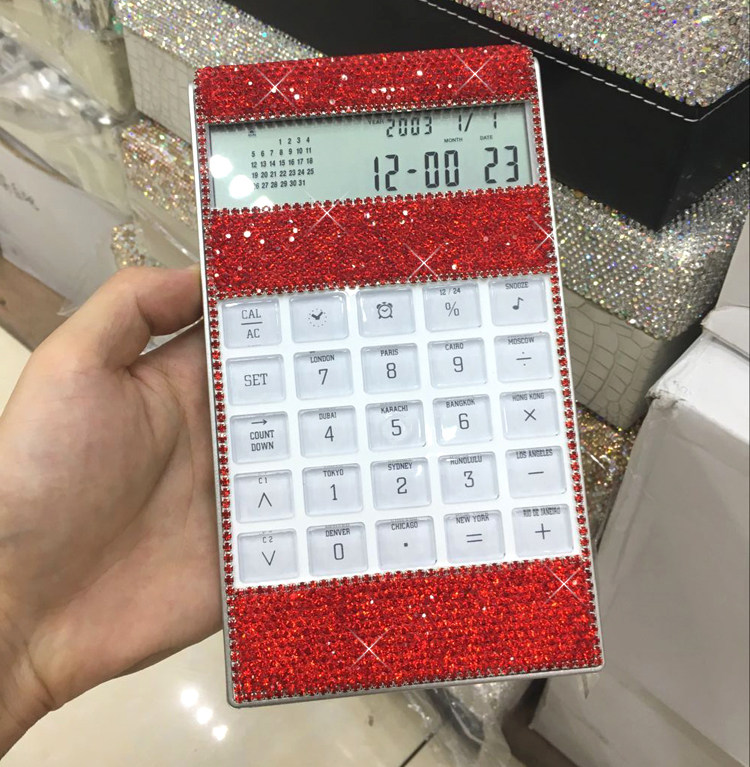 YEAR 2003 1/ 1
MONTH DATE
12-00 23
1 2 3 4
5 6 7 8 9 10 11
12 13 14 15 16 17 18
19 20 21 22 23 24 25
26 27 28 29 30 31
12 / 24 SNOOZE
CAL %
AC
LONDON PARIS CAIRO MOSCOW
SET 7 8 9 ÷
→ DUBAI KARACHI BANGKOK HONG KONG
COUNT 4 5 6 ×
DOWN
C1 TOKYO SYDNEY HONOLULU LOS ANGELES
∧ 1 2 3 −
C2 DENVER CHICAGO NEW YORK RIO DE JANEIRO
∨ 0 . = +